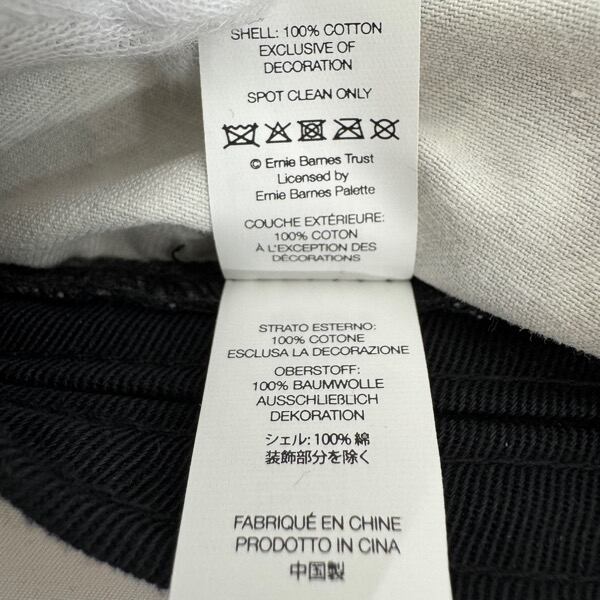 SHELL: 100% COTTON
EXCLUSIVE OF
DECORATION
SPOT CLEAN ONLY
© Ernie Barnes Trust
Licensed by
Ernie Barnes Palette
COUCHE EXTÉRIEURE:
100% COTON
À L'EXCEPTION DES
DÉCORATIONS
STRATO ESTERNO:
100% COTONE
ESCLUSA LA DECORAZIONE
OBERSTOFF:
100% BAUMWOLLE
AUSSCHLIEßLICH
DEKORATION
シェル: 100% 綿
装飾部分を除く
FABRIQUÉ EN CHINE
PRODOTTO IN CINA
中国製